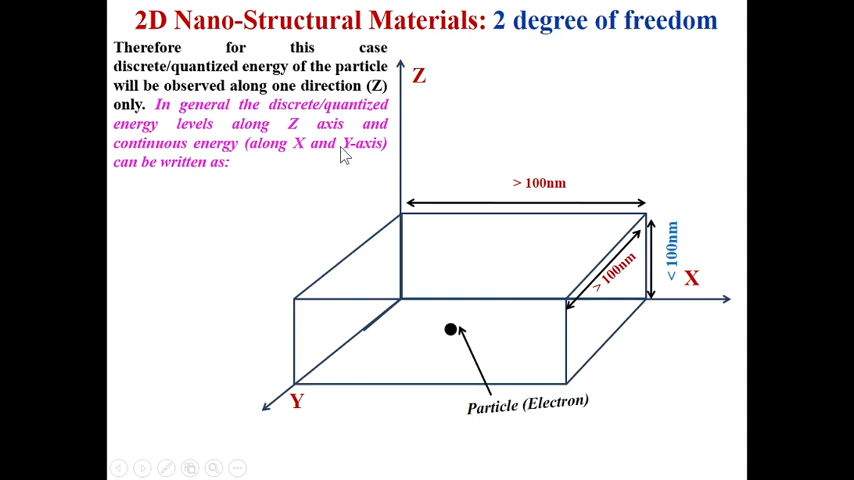 2D Nano-Structural Materials: 2 degree of freedom
Therefore for this case
discrete/quantized energy of the particle
will be observed along one direction (Z)
only. In general the discrete/quantized
energy levels along Z axis and
continuous energy (along X and Y-axis)
can be written as:
Z
> 100nm
> 100nm
< 100nm
X
Y
Particle (Electron)